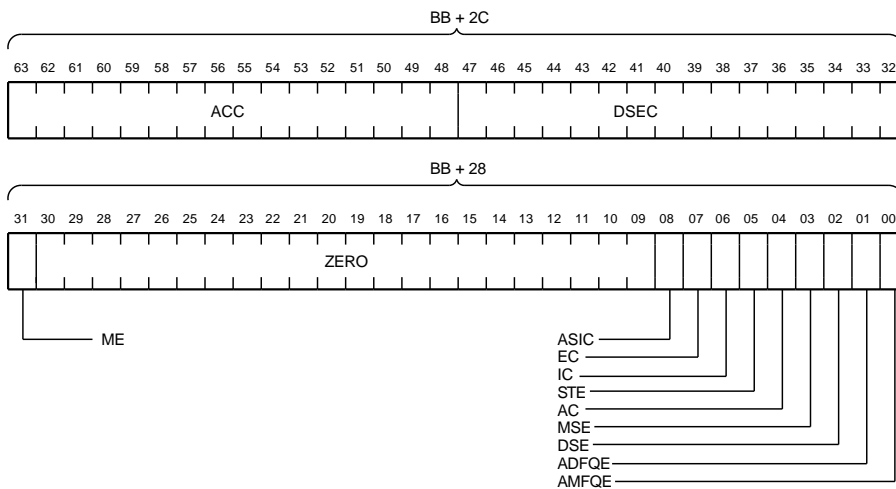 BB + 2C
63 62 61 60 59 58 57 56 55 54 53 52 51 50 49 48 47 46 45 44 43 42 41 40 39 38 37 36 35 34 33 32
ACC DSEC
BB + 28
31 30 29 28 27 26 25 24 23 22 21 20 19 18 17 16 15 14 13 12 11 10 09 08 07 06 05 04 03 02 01 00
ZERO
ME ASIC
EC
IC
STE
AC
MSE
DSE
ADFQE
AMFQE